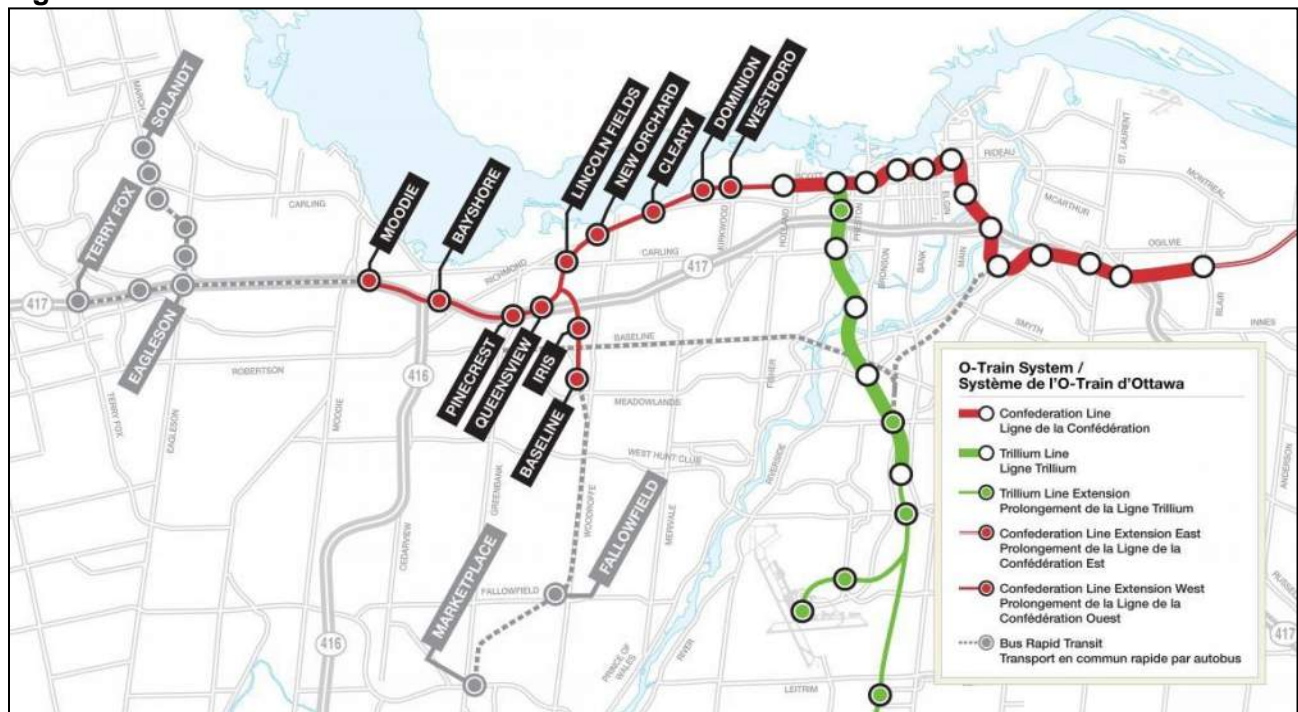 SOLANDT
TERRY FOX
EAGLESON
MOODIE
BAYSHORE
PINECREST
QUEENSVIEW
IRIS
BASELINE
LINCOLN FIELDS
NEW ORCHARD
CLEARY
DOMINION
WESTBORO
MARKETPLACE
FALLOWFIELD
MARCH
CARLING
417
TERRY FOX
EAGLESON
ROBERTSON
MOODIE
416
416
CEDARVIEW
GREENBANK
RICHMOND
CARLING
417
BASELINE
MEADOWLANDS
WEST HUNT CLUB
WOODROFFE
MERIVALE
FALLOWFIELD
PRINCE OF
WALES
RIVER
RIVERSIDE
FISHER
KIRKWOOD
SCOTT
PRESTON
BRONSON
BANK
ELGIN
MAIN
RIDEAU
MCARTHUR
ST. LAURENT
MONTREAL
OGILVIE
BLAIR
INNES
SMYTH
ANDERSON
417
LEITRIM
O-Train System /
Système de l'O-Train d'Ottawa
Confederation Line
Ligne de la Confédération
Trillium Line
Ligne Trillium
Trillium Line Extension
Prolongement de la Ligne Trillium
Confederation Line Extension East
Prolongement de la Ligne de la
Confédération Est
Confederation Line Extension West
Prolongement de la Ligne de la
Confédération Ouest
Bus Rapid Transit
Transport en commun rapide par autobus